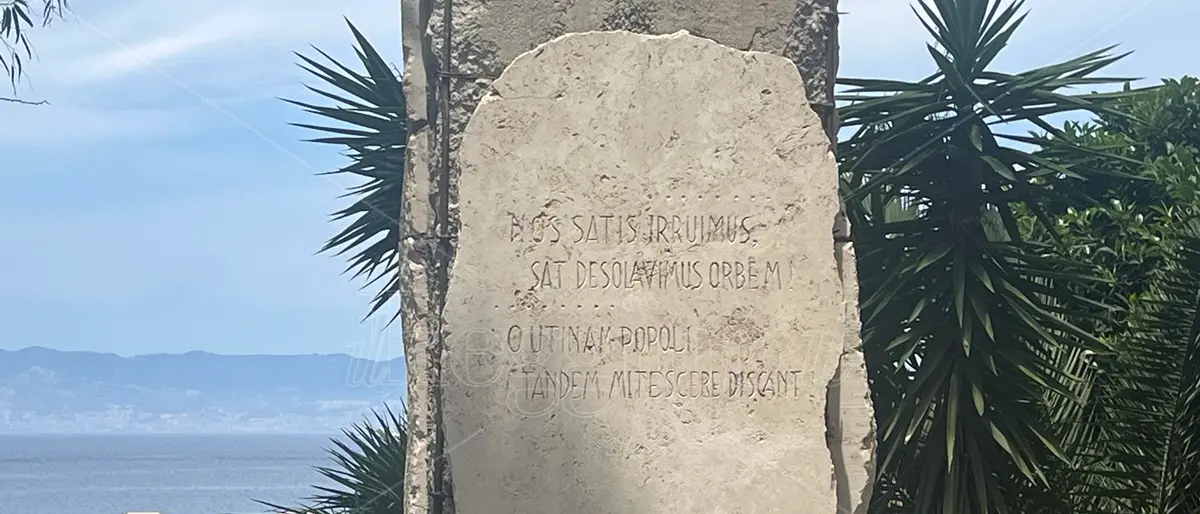 . . . . . . . . . .
NOS SATIS IRRUIMUS,
SAT DESOLAVIMUS ORBEM!
. . . . . . . . . .
O UTINAM POPOLI
TANDEM MITESCERE DISCANT!